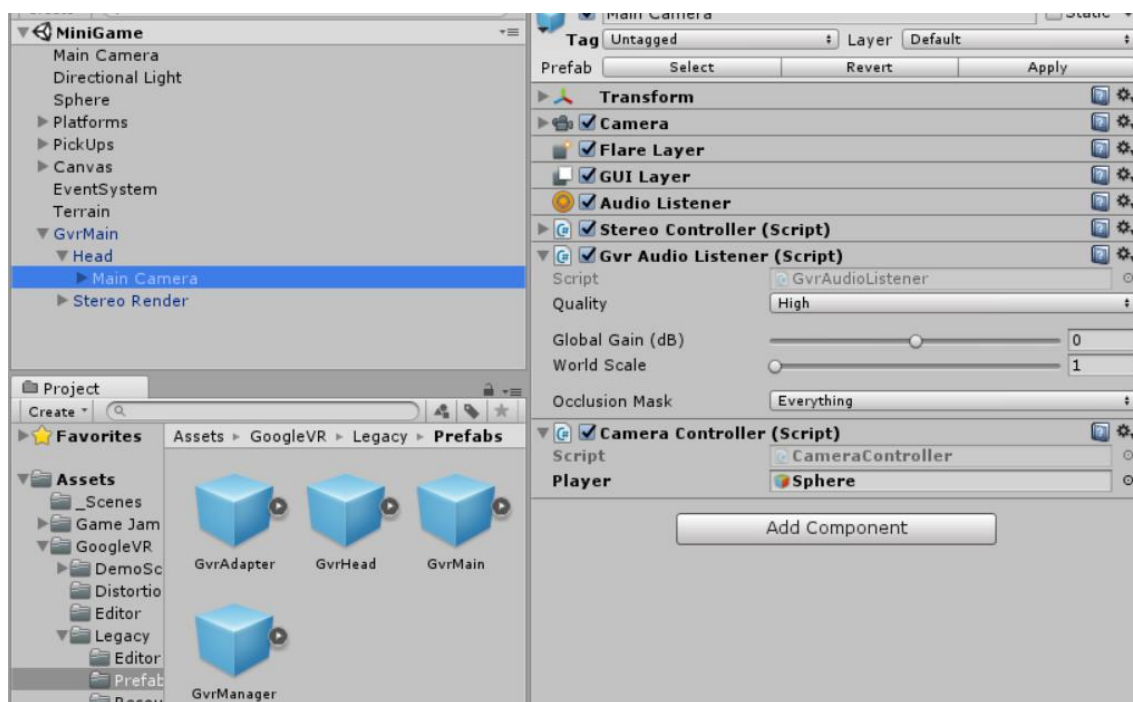 MiniGame
Main Camera
Directional Light
Sphere
Platforms
PickUps
Canvas
EventSystem
Terrain
GvrMain
Head
Main Camera
Stereo Render
Project
Create
Favorites
Assets
_Scenes
Game Jam
GoogleVR
DemoSc
Distortio
Editor
Legacy
Editor
Prefab
Assets ▸ GoogleVR ▸ Legacy ▸ Prefabs
GvrAdapter GvrHead GvrMain
GvrManager
Main Camera Static
Tag Untagged Layer Default
Prefab Select Revert Apply
Transform
Camera
Flare Layer
GUI Layer
Audio Listener
Stereo Controller (Script)
Gvr Audio Listener (Script)
Script GvrAudioListener
Quality High
Global Gain (dB) 0
World Scale 1
Occlusion Mask Everything
Camera Controller (Script)
Script CameraController
Player Sphere
Add Component